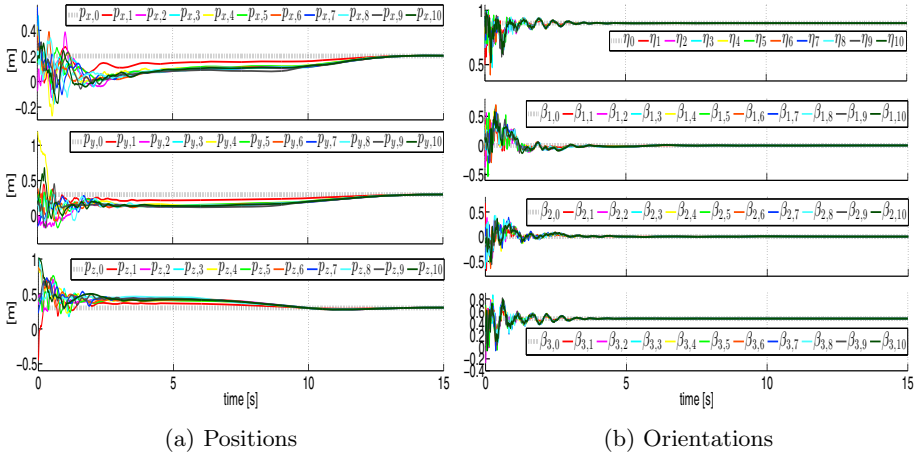 p_{x,0} p_{x,1} p_{x,2} p_{x,3} p_{x,4} p_{x,5} p_{x,6} p_{x,7} p_{x,8} p_{x,9} p_{x,10}
[m]
0.6
0.2
−0.2
p_{y,0} p_{y,1} p_{y,2} p_{y,3} p_{y,4} p_{y,5} p_{y,6} p_{y,7} p_{y,8} p_{y,9} p_{y,10}
[m]
1
0.5
0
p_{z,0} p_{z,1} p_{z,2} p_{z,3} p_{z,4} p_{z,5} p_{z,6} p_{z,7} p_{z,8} p_{z,9} p_{z,10}
[m]
1
0.5
0
−0.5
0 5 10 15
time [s]
(a) Positions
1
0.5
η_0 η_1 η_2 η_3 η_4 η_5 η_6 η_7 η_8 η_9 η_{10}
β_{1,0} β_{1,1} β_{1,2} β_{1,3} β_{1,4} β_{1,5} β_{1,6} β_{1,7} β_{1,8} β_{1,9} β_{1,10}
0.5
0
−0.5
β_{2,0} β_{2,1} β_{2,2} β_{2,3} β_{2,4} β_{2,5} β_{2,6} β_{2,7} β_{2,8} β_{2,9} β_{2,10}
0.5
0
−0.5
0.8
−0.2
−0.4
β_{3,0} β_{3,1} β_{3,2} β_{3,3} β_{3,4} β_{3,5} β_{3,6} β_{3,7} β_{3,8} β_{3,9} β_{3,10}
0 5 10 15
time [s]
(b) Orientations